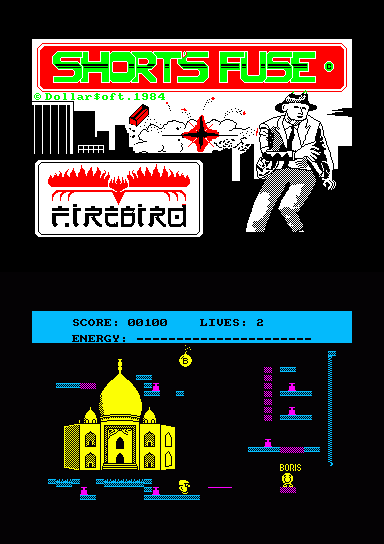 SHORT'S FUSE
© Dollar$oft.1984
FIREBIRD
SCORE: 00100 LIVES: 2
ENERGY: ----------------------
B
BORIS